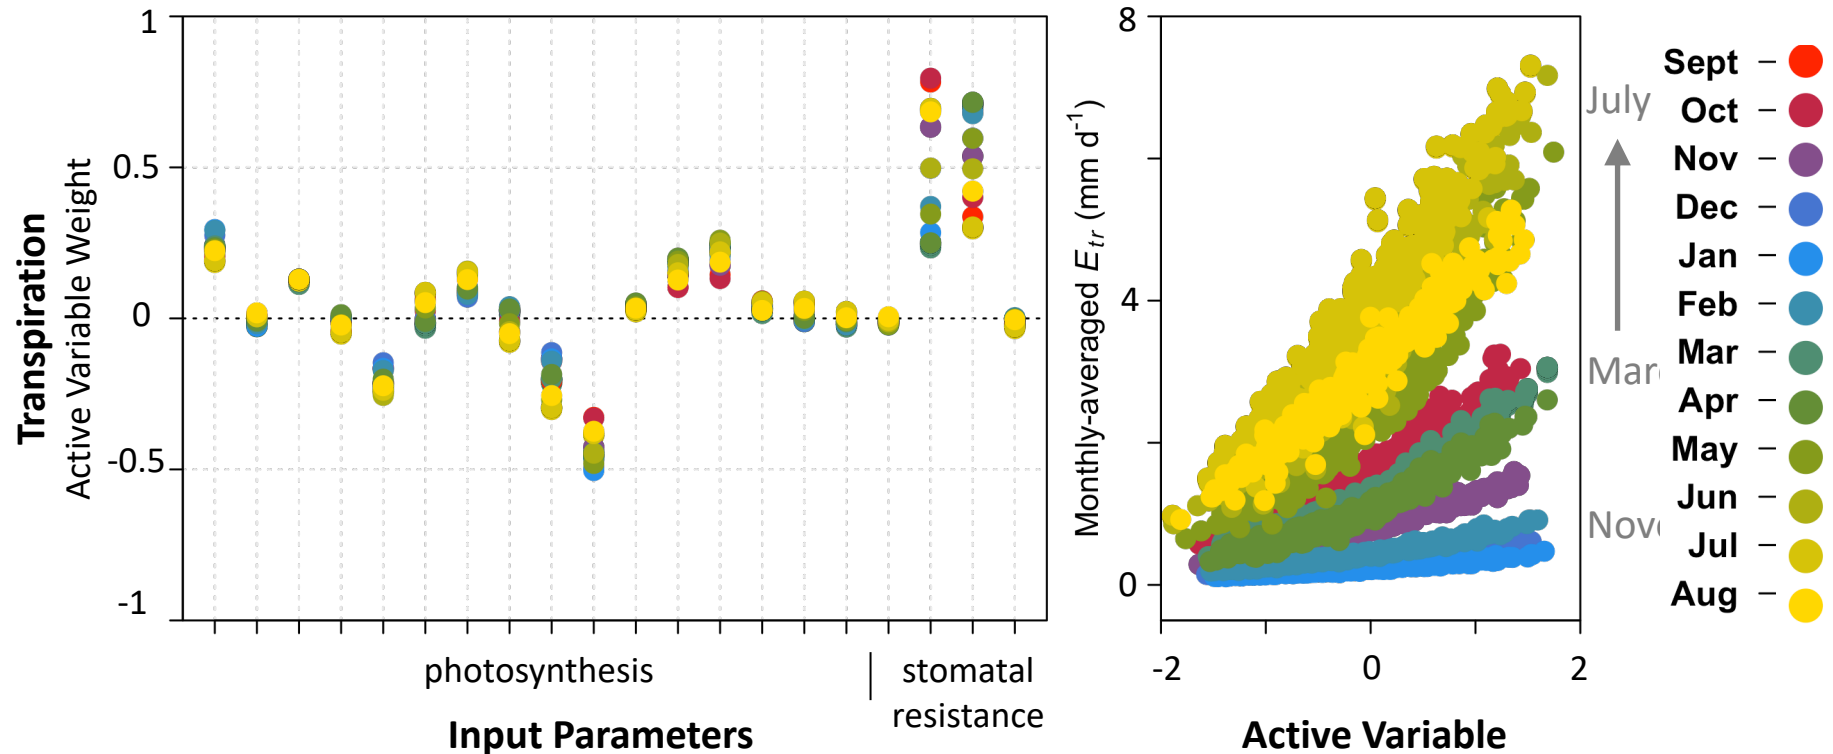 Transpiration
Active Variable Weight
1
0.5
0
-0.5
-1
photosynthesis
stomatal
resistance
Input Parameters
Monthly-averaged Etr (mm d-1)
8
4
0
-2
0
2
Active Variable
July
Mar
Nov
Sept
Oct
Nov
Dec
Jan
Feb
Mar
Apr
May
Jun
Jul
Aug